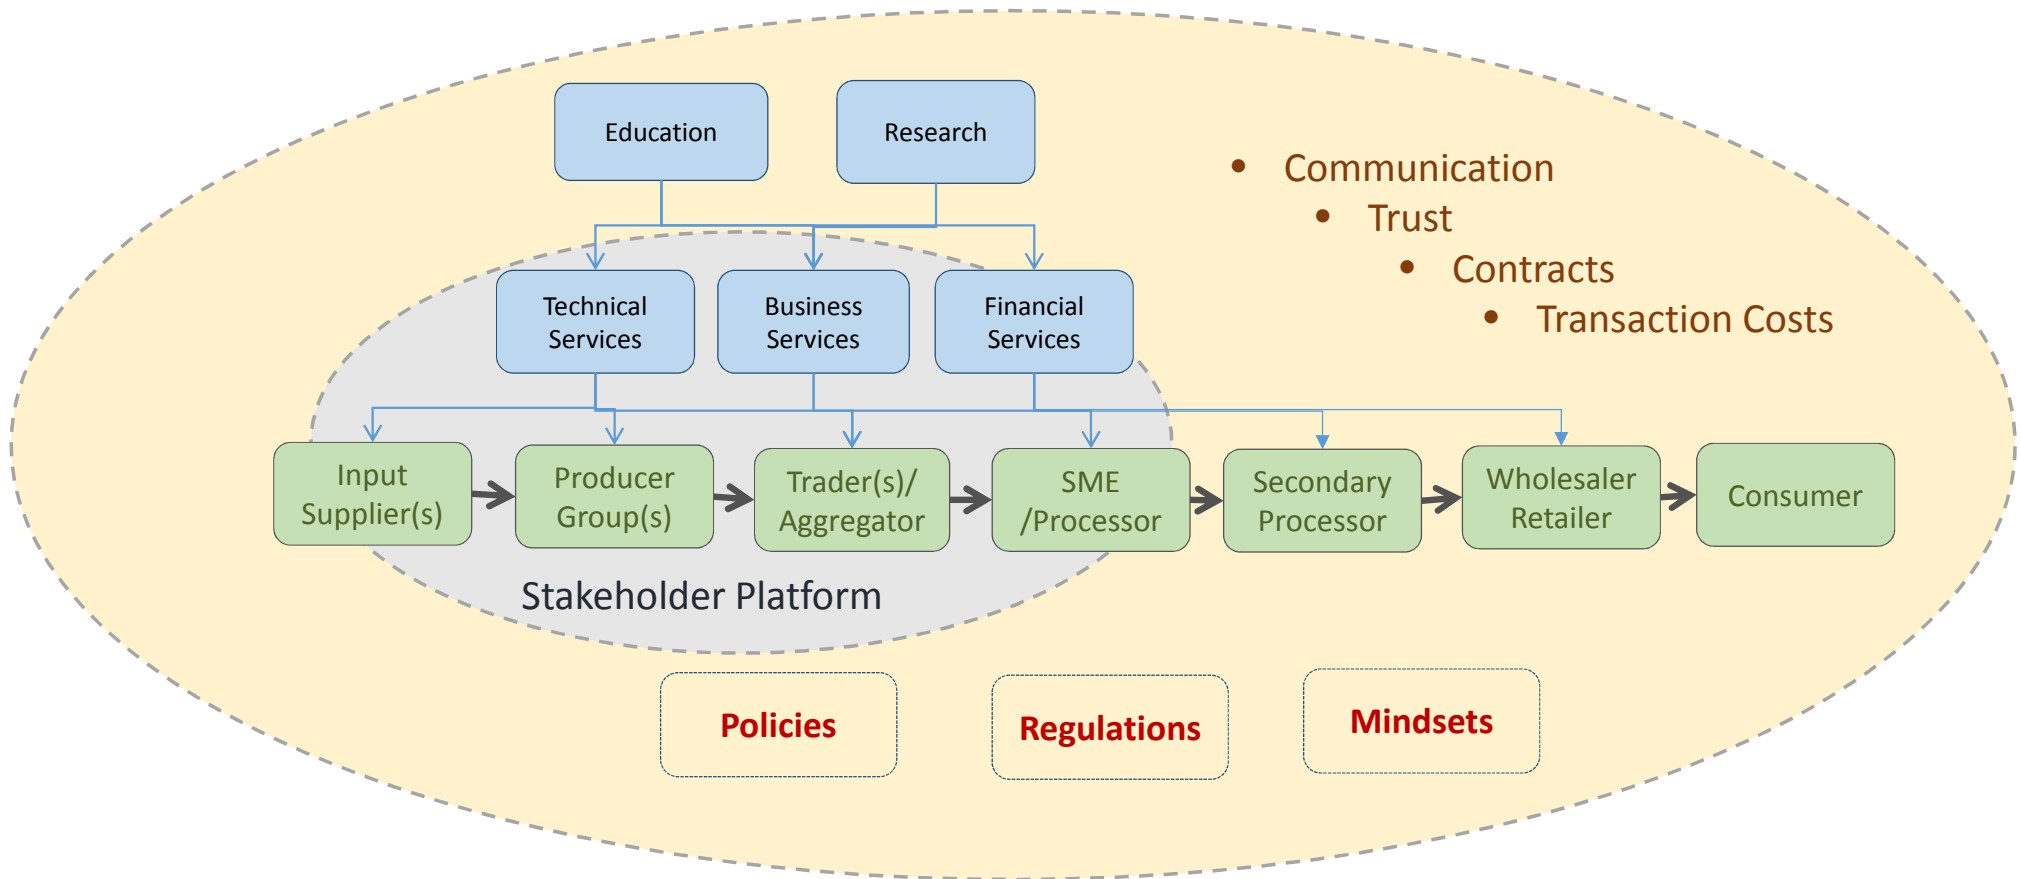 Education
Research
• Communication
• Trust
• Contracts
• Transaction Costs
Technical
Services
Business
Services
Financial
Services
Input
Supplier(s)
Producer
Group(s)
Trader(s)/
Aggregator
SME
/Processor
Secondary
Processor
Wholesaler
Retailer
Consumer
Stakeholder Platform
Policies
Regulations
Mindsets